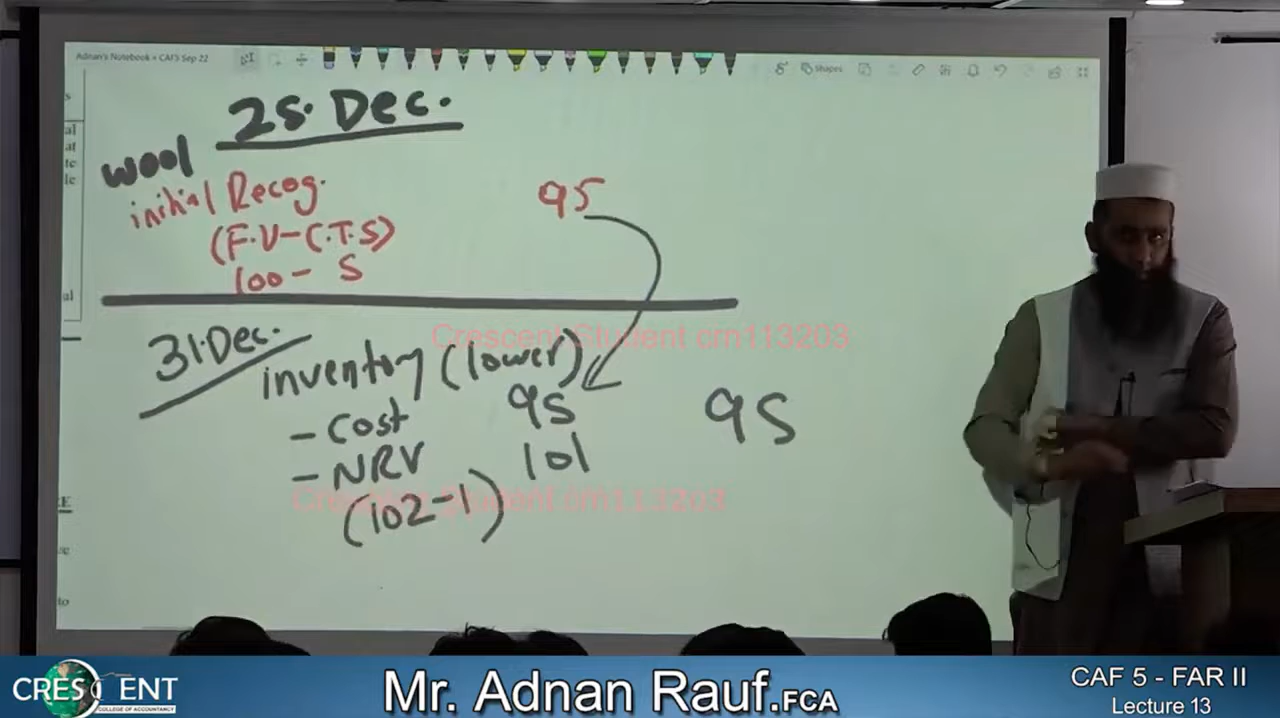 Adnan's Notebook » CAF5 Sep 22
Shapes
25. Dec.
wool
initial Recog.
(F.V-C.T.S)
100 - 5
95
31.Dec.
inventory (lower)
- Cost 95
- NRV 101
(102-1)
95
Crescent Student crn113203
Crescent Student crn113203
CRESCENT
COLLEGE OF ACCOUNTANCY
Mr. Adnan Rauf.FCA
CAF 5 - FAR II
Lecture 13